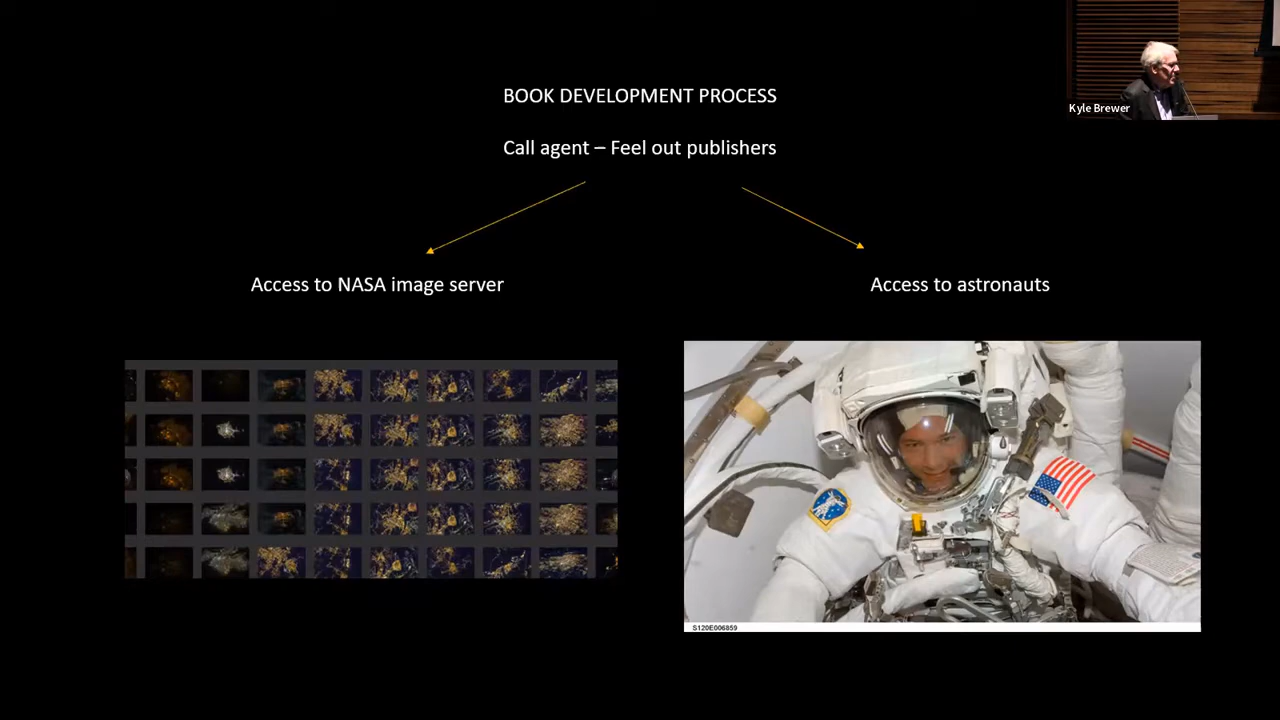 BOOK DEVELOPMENT PROCESS
Kyle Brewer
Call agent – Feel out publishers
Access to NASA image server
Access to astronauts
S120E006859